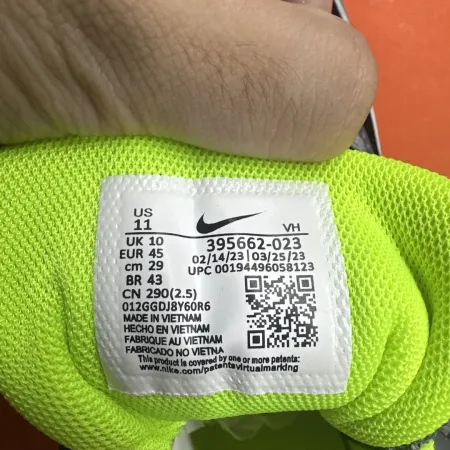 US
11
VH
UK 10
395662-023
EUR 45
02/14/23 | 03/25/23
cm 29
UPC 00194496058123
BR 43
CN 290(2.5)
012GGDJ8Y60R6
MADE IN VIETNAM
HECHO EN VIETNAM
FABRIQUE AU VIETNAM
FABRICADO NO VIETNA
This product is covered by one or more patents:
www.nike.com/patentsvirtualmarking